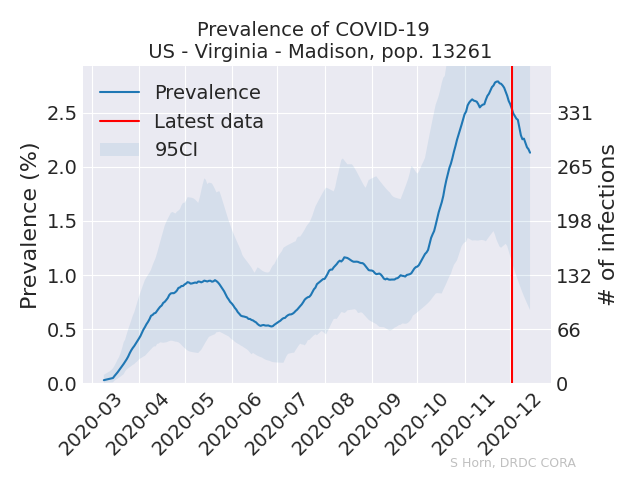 Prevalence of COVID-19
US - Virginia - Madison, pop. 13261
Prevalence
Latest data
95CI
Prevalence (%)
2.5
2.0
1.5
1.0
0.5
0.0
331
265
198
132
66
0
# of infections
2020-03
2020-04
2020-05
2020-06
2020-07
2020-08
2020-09
2020-10
2020-11
2020-12
S Horn, DRDC CORA